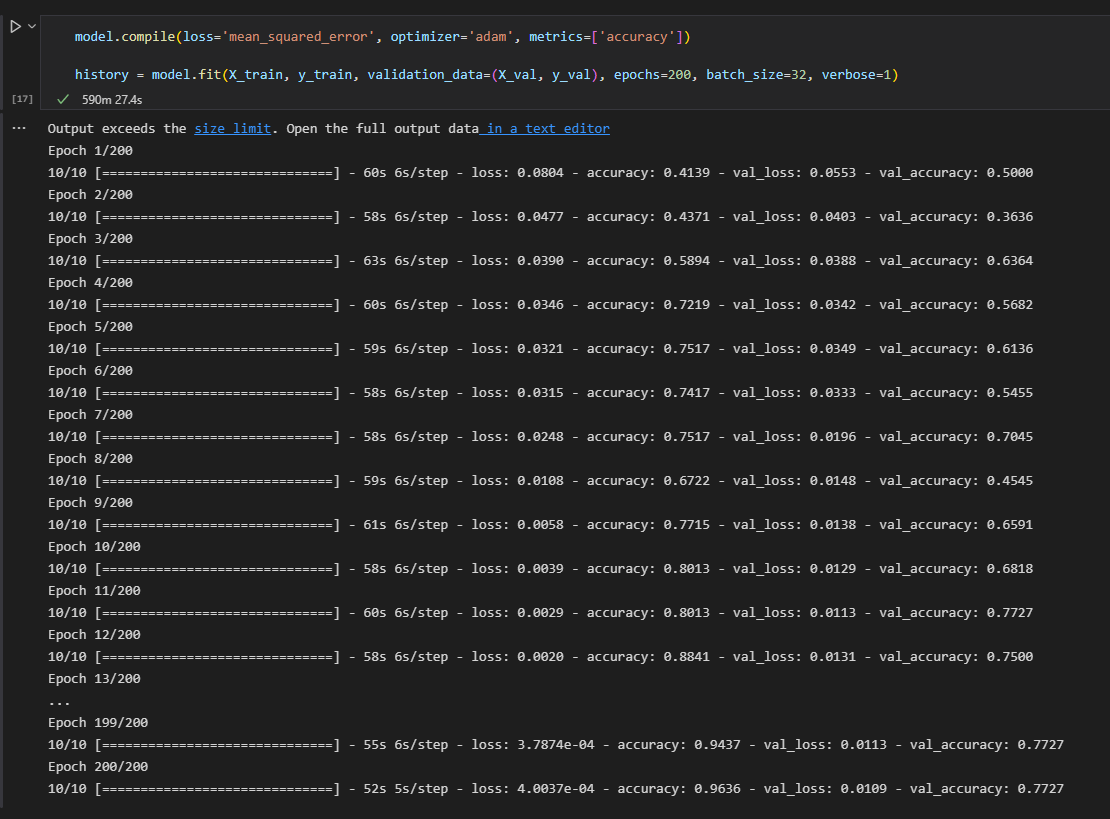 model.compile(loss='mean_squared_error', optimizer='adam', metrics=['accuracy'])
history = model.fit(X_train, y_train, validation_data=(X_val, y_val), epochs=200, batch_size=32, verbose=1)
[17] 590m 27.4s
... Output exceeds the size limit. Open the full output data in a text editor
Epoch 1/200
10/10 [==============================] - 60s 6s/step - loss: 0.0804 - accuracy: 0.4139 - val_loss: 0.0553 - val_accuracy: 0.5000
Epoch 2/200
10/10 [==============================] - 58s 6s/step - loss: 0.0477 - accuracy: 0.4371 - val_loss: 0.0403 - val_accuracy: 0.3636
Epoch 3/200
10/10 [==============================] - 63s 6s/step - loss: 0.0390 - accuracy: 0.5894 - val_loss: 0.0388 - val_accuracy: 0.6364
Epoch 4/200
10/10 [==============================] - 60s 6s/step - loss: 0.0346 - accuracy: 0.7219 - val_loss: 0.0342 - val_accuracy: 0.5682
Epoch 5/200
10/10 [==============================] - 59s 6s/step - loss: 0.0321 - accuracy: 0.7517 - val_loss: 0.0349 - val_accuracy: 0.6136
Epoch 6/200
10/10 [==============================] - 58s 6s/step - loss: 0.0315 - accuracy: 0.7417 - val_loss: 0.0333 - val_accuracy: 0.5455
Epoch 7/200
10/10 [==============================] - 58s 6s/step - loss: 0.0248 - accuracy: 0.7517 - val_loss: 0.0196 - val_accuracy: 0.7045
Epoch 8/200
10/10 [==============================] - 59s 6s/step - loss: 0.0108 - accuracy: 0.6722 - val_loss: 0.0148 - val_accuracy: 0.4545
Epoch 9/200
10/10 [==============================] - 61s 6s/step - loss: 0.0058 - accuracy: 0.7715 - val_loss: 0.0138 - val_accuracy: 0.6591
Epoch 10/200
10/10 [==============================] - 58s 6s/step - loss: 0.0039 - accuracy: 0.8013 - val_loss: 0.0129 - val_accuracy: 0.6818
Epoch 11/200
10/10 [==============================] - 60s 6s/step - loss: 0.0029 - accuracy: 0.8013 - val_loss: 0.0113 - val_accuracy: 0.7727
Epoch 12/200
10/10 [==============================] - 58s 6s/step - loss: 0.0020 - accuracy: 0.8841 - val_loss: 0.0131 - val_accuracy: 0.7500
Epoch 13/200
...
Epoch 199/200
10/10 [==============================] - 55s 6s/step - loss: 3.7874e-04 - accuracy: 0.9437 - val_loss: 0.0113 - val_accuracy: 0.7727
Epoch 200/200
10/10 [==============================] - 52s 5s/step - loss: 4.0037e-04 - accuracy: 0.9636 - val_loss: 0.0109 - val_accuracy: 0.7727